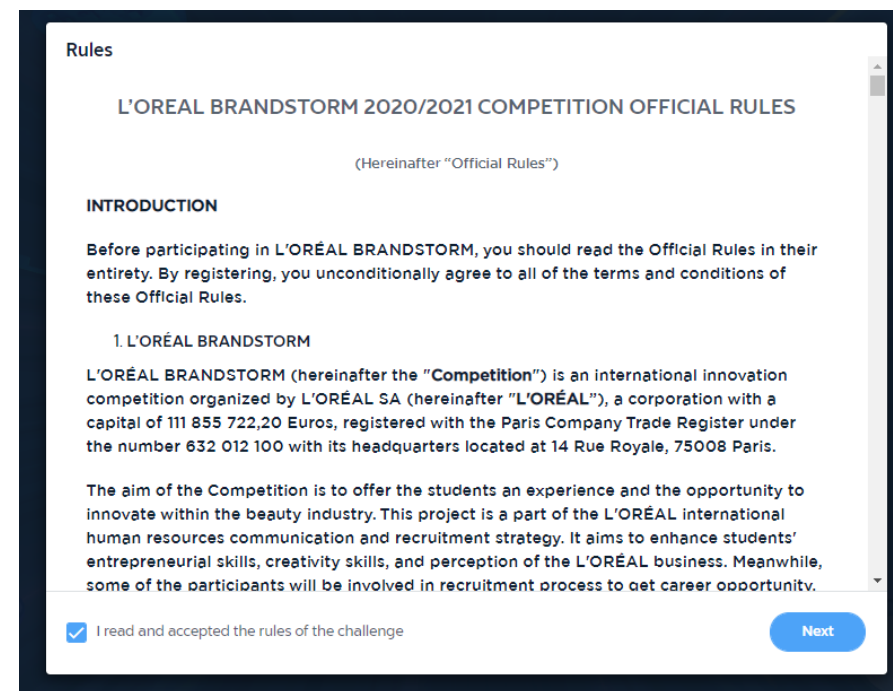 Rules
L'OREAL BRANDSTORM 2020/2021 COMPETITION OFFICIAL RULES
(Hereinafter "Official Rules")
INTRODUCTION
Before participating in L'ORÉAL BRANDSTORM, you should read the Official Rules in their
entirety. By registering, you unconditionally agree to all of the terms and conditions of
these Official Rules.
1. L'ORÉAL BRANDSTORM
L'ORÉAL BRANDSTORM (hereinafter the "Competition") is an international innovation
competition organized by L'ORÉAL SA (hereinafter "L'ORÉAL"), a corporation with a
capital of 111 855 722,20 Euros, registered with the Paris Company Trade Register under
the number 632 012 100 with its headquarters located at 14 Rue Royale, 75008 Paris.
The aim of the Competition is to offer the students an experience and the opportunity to
innovate within the beauty industry. This project is a part of the L'ORÉAL international
human resources communication and recruitment strategy. It aims to enhance students'
entrepreneurial skills, creativity skills, and perception of the L'ORÉAL business. Meanwhile,
some of the participants will be involved in recruitment process to get career opportunity.
I read and accepted the rules of the challenge
Next